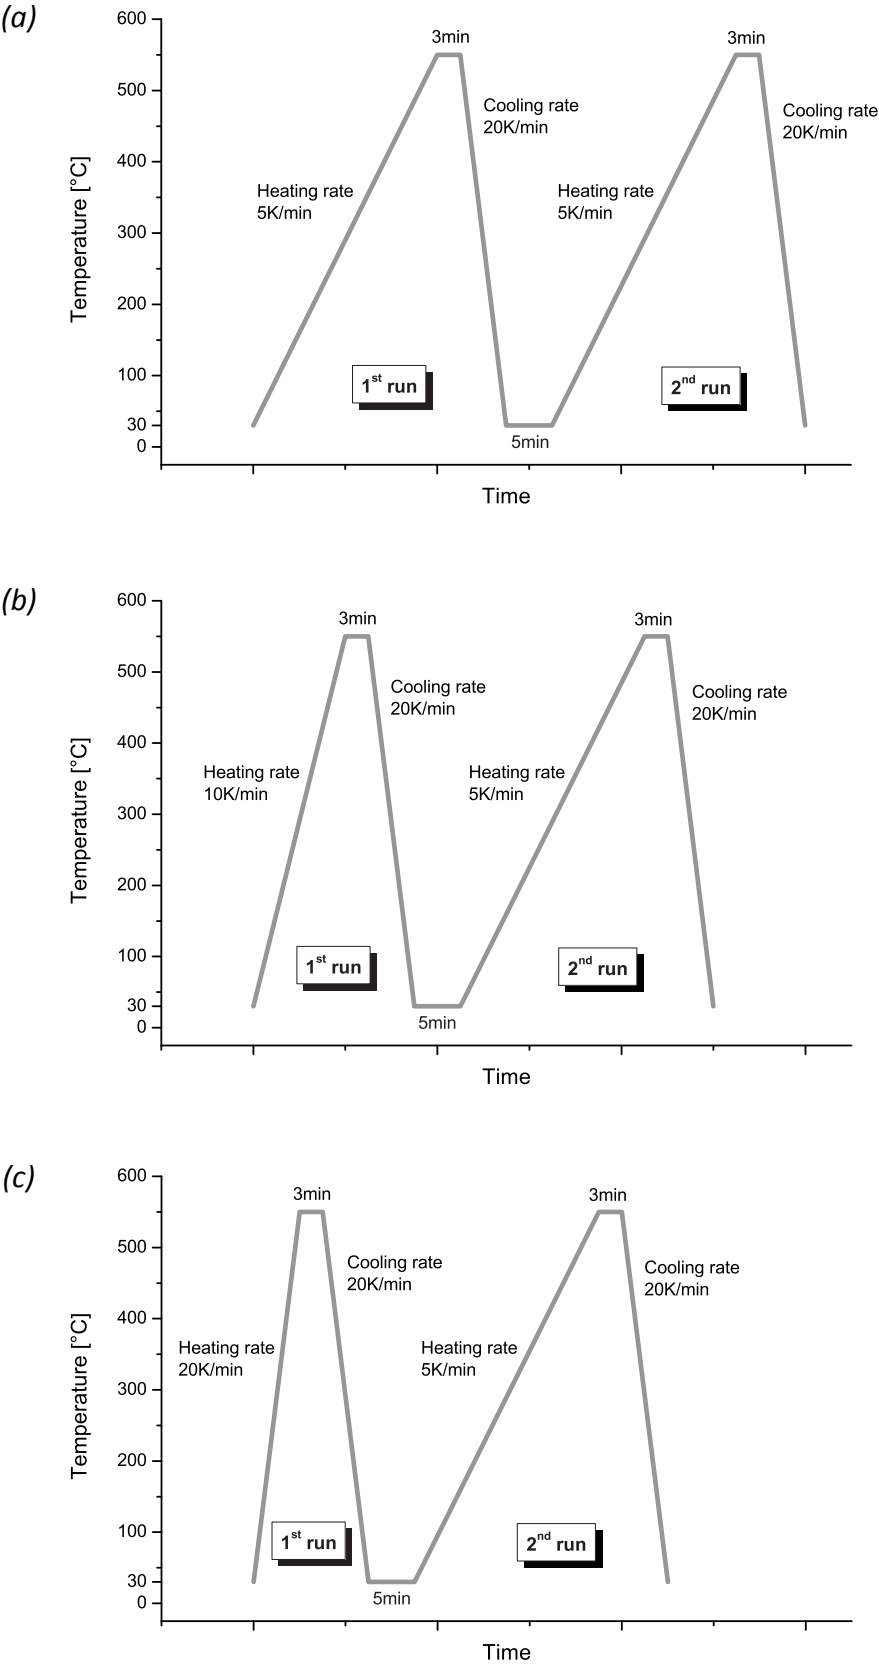 (a)
600
500
400
300
200
100
30
0
Temperature [°C]
3min
3min
Cooling rate
20K/min
Cooling rate
20K/min
Heating rate
5K/min
Heating rate
5K/min
1st run
2nd run
5min
Time
(b)
600
500
400
300
200
100
30
0
Temperature [°C]
3min
3min
Cooling rate
20K/min
Cooling rate
20K/min
Heating rate
10K/min
Heating rate
5K/min
1st run
2nd run
5min
Time
(c)
600
500
400
300
200
100
30
0
Temperature [°C]
3min
3min
Cooling rate
20K/min
Cooling rate
20K/min
Heating rate
20K/min
Heating rate
5K/min
1st run
2nd run
5min
Time